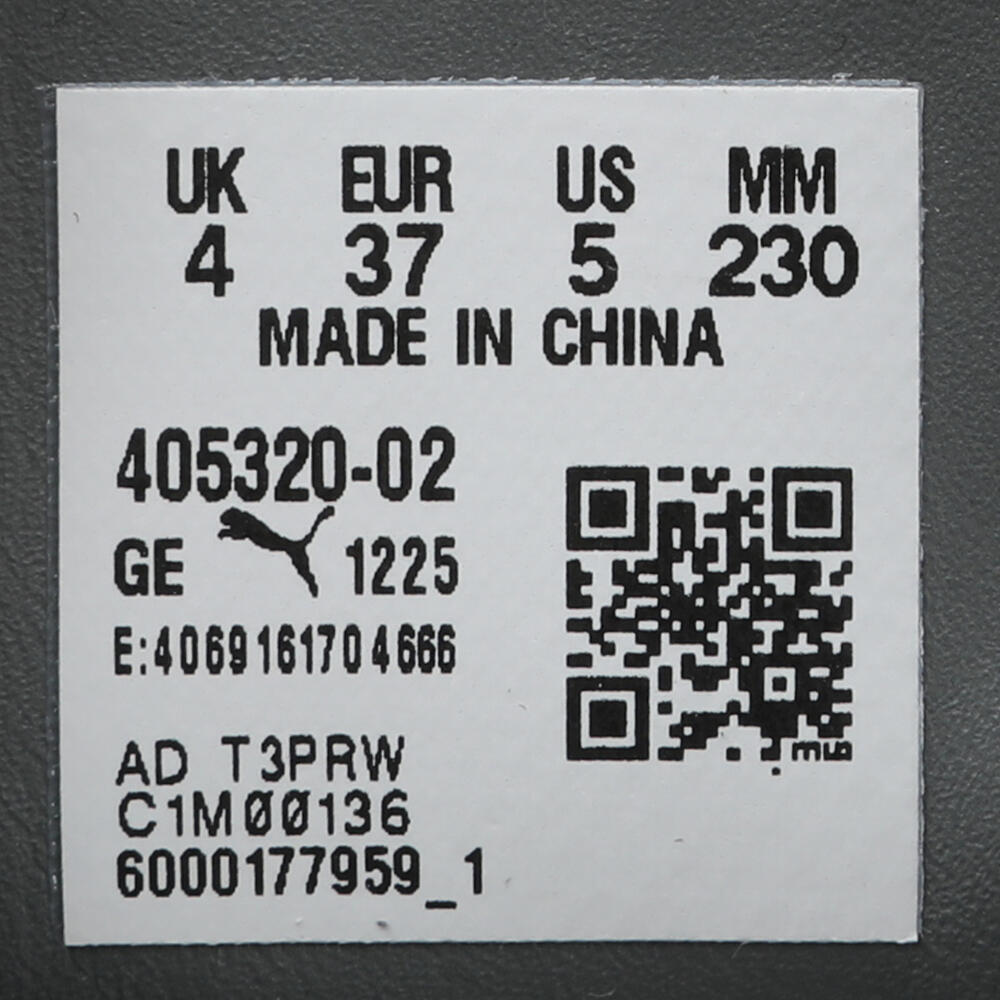 UK EUR US MM
4 37 5 230
MADE IN CHINA
405320-02
GE 1225
E:4069161704666
AD T3PRW
C1M00136
6000177959_1